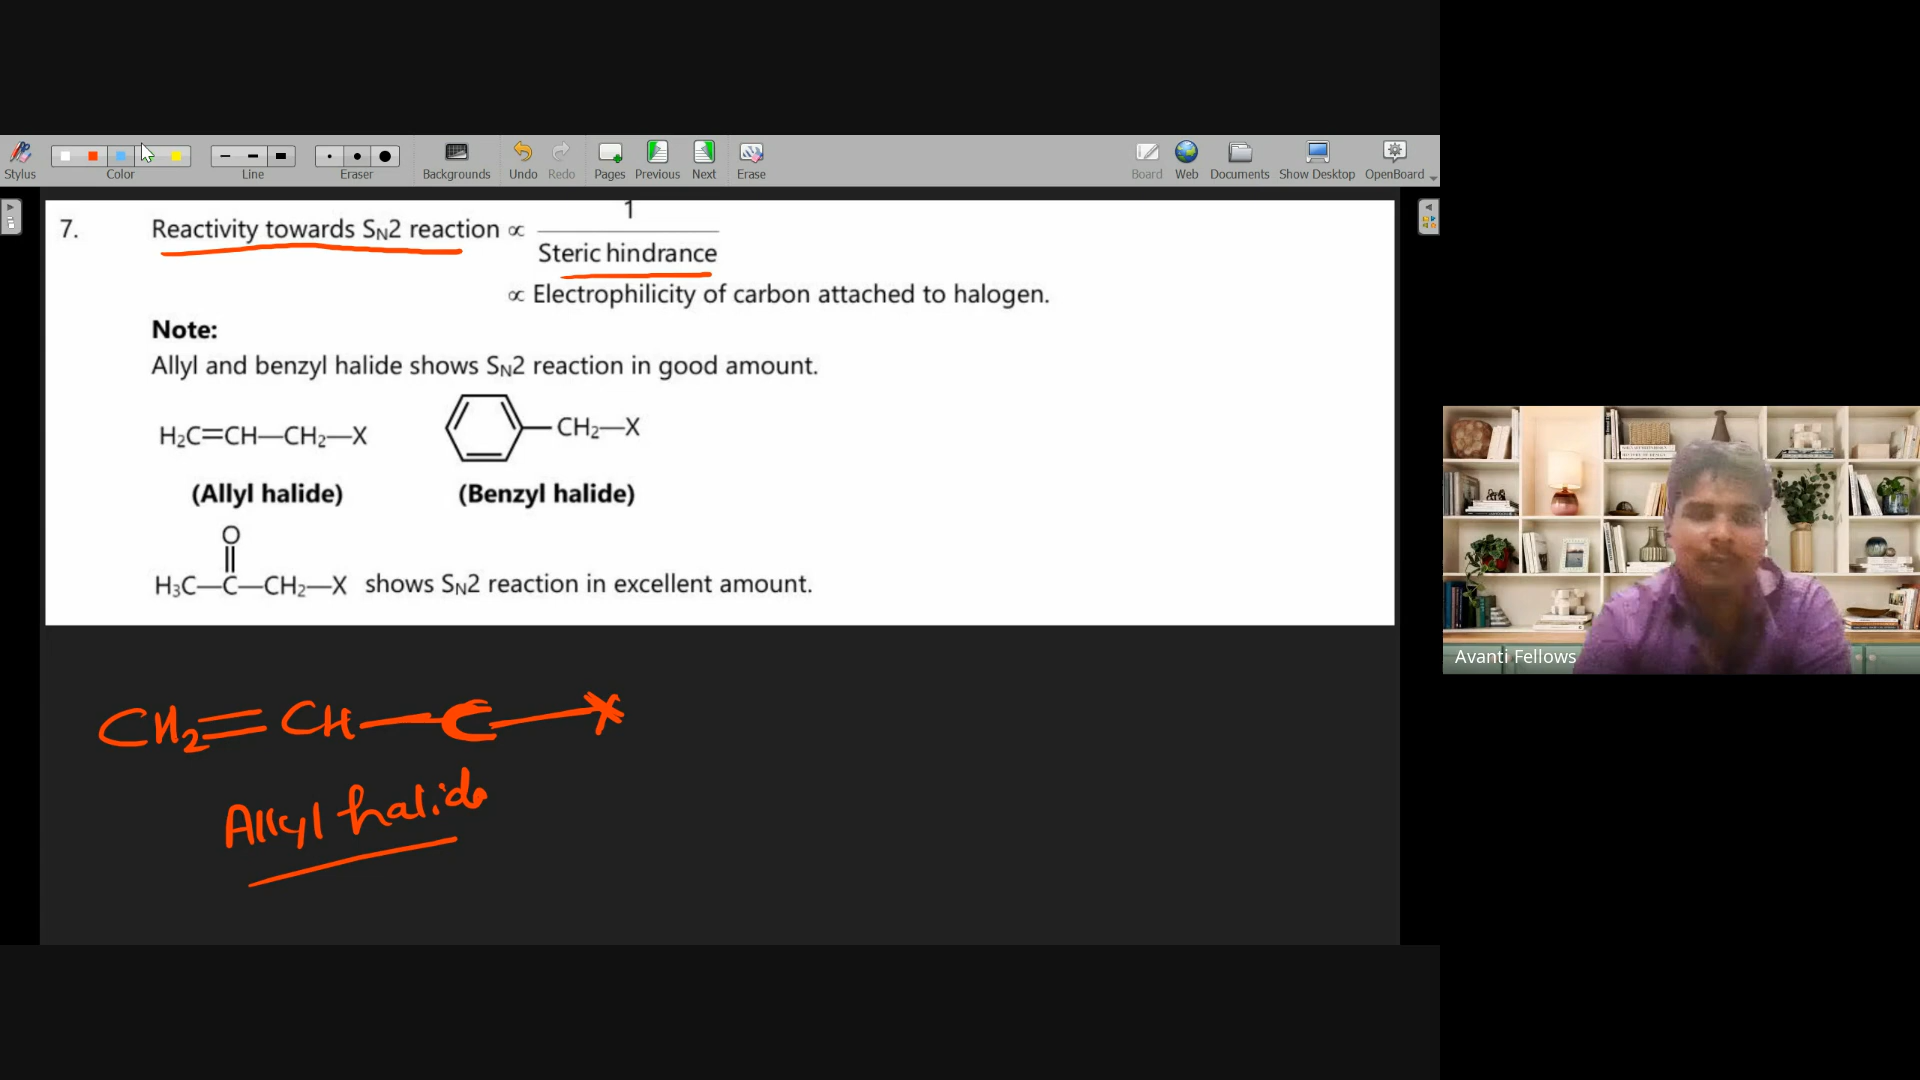 Stylus Color Line Eraser Backgrounds Undo Redo Pages Previous Next Erase Board Web Documents Show Desktop OpenBoard
7. Reactivity towards SN2 reaction ∝ 1
Steric hindrance
∝ Electrophilicity of carbon attached to halogen.
Note:
Allyl and benzyl halide shows SN2 reaction in good amount.
H₂C=CH—CH₂—X —CH₂—X
(Allyl halide) (Benzyl halide)
O
H₃C—C—CH₂—X shows SN2 reaction in excellent amount.
CH₂=CH—C—X
Allyl halide
Avanti Fellows